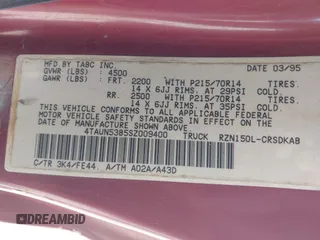 MFD. BY TABC INC. 03/95
GVWR (LBS) : 4500
GAWR (LBS) : FRT. 2200 WITH P215/70R14 TIRES.
14 X 6JJ RIMS AT 29PSI COLD
RR. 2500 WITH P215/70R14 TIRES.
14 X 6JJ RIMS AT 35PSI COLD
THIS VEHICLE CONFORMS TO ALL APPLICABLE FEDERAL
MOTOR VEHICLE SAFETY STANDARDS IN EFFECT ON THE
DATE OF MANUFACTURE SHOWN ABOVE.
4TAUN53B5SZ009400 TRUCK RZN150L-CRSDKAB
C/TR 3K4/FE44. A/TM A02A/A43D